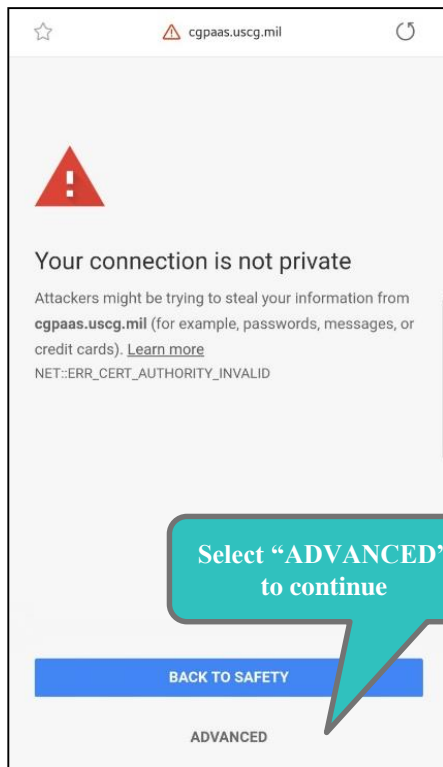 cgpaas.uscg.mil
Your connection is not private
Attackers might be trying to steal your information from
cgpaas.uscg.mil (for example, passwords, messages, or
credit cards). Learn more
NET::ERR_CERT_AUTHORITY_INVALID
Select “ADVANCED”
to continue
BACK TO SAFETY
ADVANCED